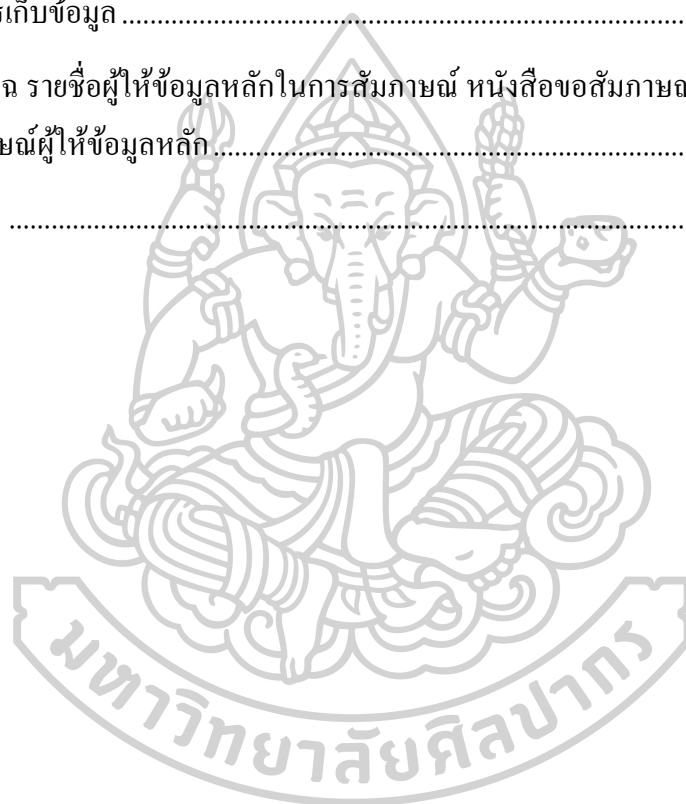 รเก็บข้อมูล ................................................................................
ฉ รายชื่อผู้ให้ข้อมูลหลักในการสัมภาษณ์ หนังสือขอสัมภาษณ
ษณ์ผู้ให้ข้อมูลหลัก ...................................................................
................................................................................................
มหาวิทยาลัยศิลปากร